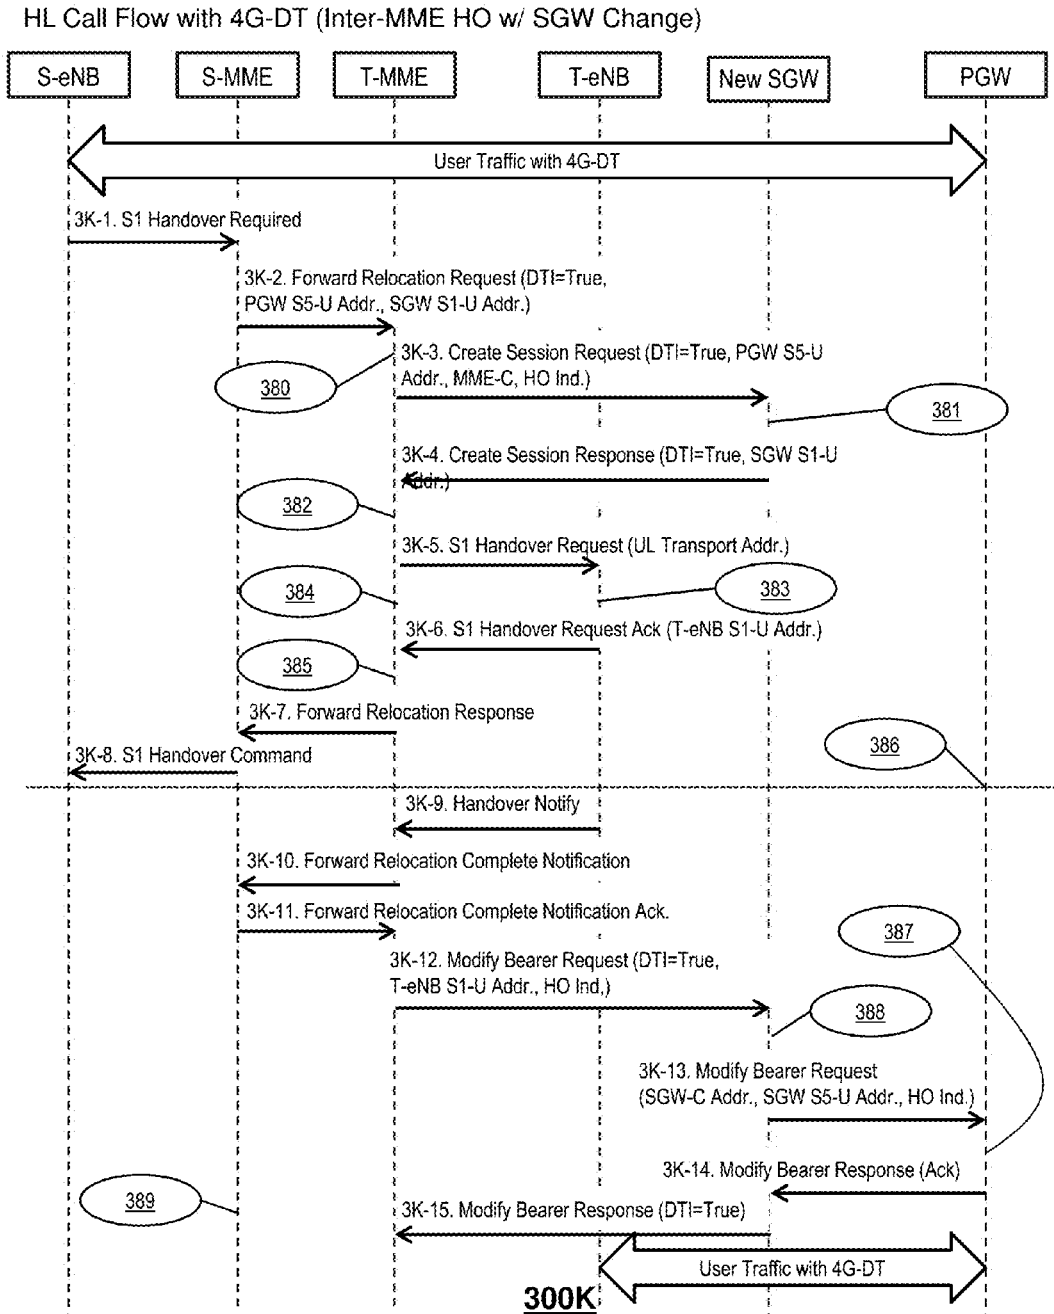 HL Call Flow with 4G-DT (Inter-MME HO w/ SGW Change)
S-eNB
S-MME
T-MME
T-eNB
New SGW
PGW
User Traffic with 4G-DT
3K-1. S1 Handover Required
3K-2. Forward Relocation Request (DTI=True,
PGW S5-U Addr., SGW S1-U Addr.)
3K-3. Create Session Request (DTI=True, PGW S5-U
Addr., MME-C, HO Ind.)
380
381
3K-4. Create Session Response (DTI=True, SGW S1-U
Addr.)
382
3K-5. S1 Handover Request (UL Transport Addr.)
384
383
3K-6. S1 Handover Request Ack (T-eNB S1-U Addr.)
385
3K-7. Forward Relocation Response
386
3K-8. S1 Handover Command
3K-9. Handover Notify
3K-10. Forward Relocation Complete Notification
3K-11. Forward Relocation Complete Notification Ack.
387
3K-12. Modify Bearer Request (DTI=True,
T-eNB S1-U Addr., HO Ind,)
388
3K-13. Modify Bearer Request
(SGW-C Addr., SGW S5-U Addr., HO Ind.)
3K-14. Modify Bearer Response (Ack)
389
3K-15. Modify Bearer Response (DTI=True)
User Traffic with 4G-DT
300K